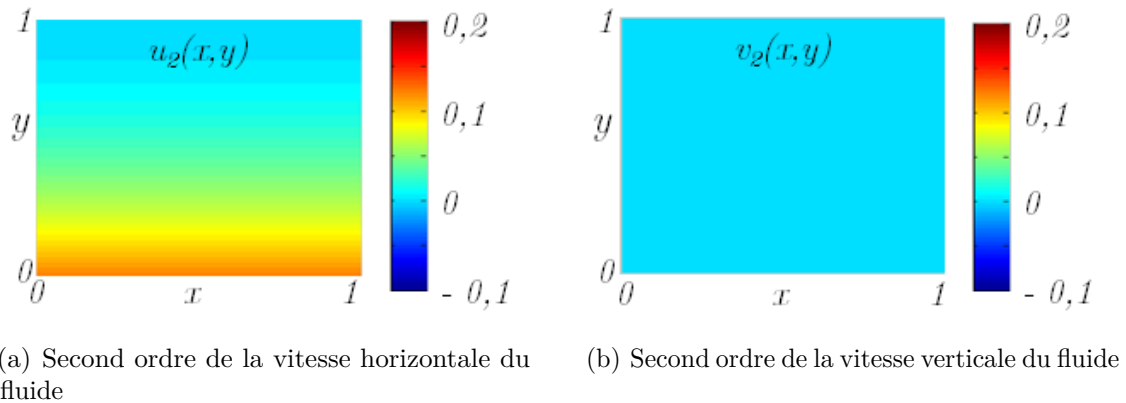 1
u₂(x,y)
y
0
0
x
1
0,2
0,1
0
- 0,1
1
v₂(x,y)
y
0
0
x
1
0,2
0,1
0
- 0,1
(a) Second ordre de la vitesse horizontale du
fluide
(b) Second ordre de la vitesse verticale du fluide